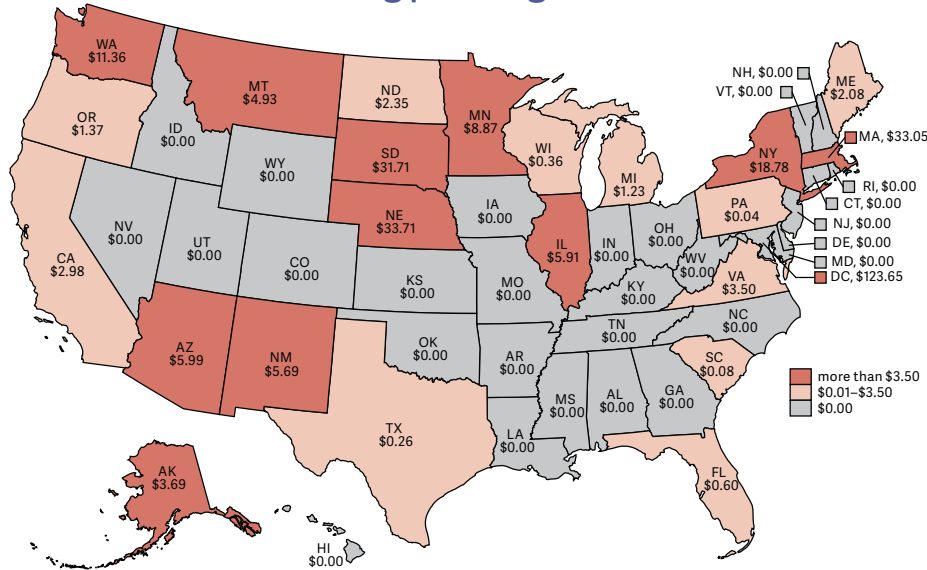 WA
$11.36
MT
$4.93
ND
$2.35
MN
$8.87
OR
$1.37
ID
$0.00
WY
$0.00
SD
$31.71
WI
$0.36
MI
$1.23
NH, $0.00
VT, $0.00
ME
$2.08
NY
$18.78
MA, $33.05
RI, $0.00
CT, $0.00
NJ, $0.00
DE, $0.00
MD, $0.00
DC, $123.65
PA
$0.04
NE
$33.71
IA
$0.00
IL
$5.91
IN
$0.00
OH
$0.00
WV
$0.00
VA
$3.50
CA
$2.98
NV
$0.00
UT
$0.00
CO
$0.00
KS
$0.00
MO
$0.00
KY
$0.00
NC
$0.00
TN
$0.00
SC
$0.08
AZ
$5.99
NM
$5.69
OK
$0.00
AR
$0.00
MS
$0.00
AL
$0.00
GA
$0.00
LA
$0.00
TX
$0.26
FL
$0.60
AK
$3.69
HI
$0.00
more than $3.50
$0.01–$3.50
$0.00